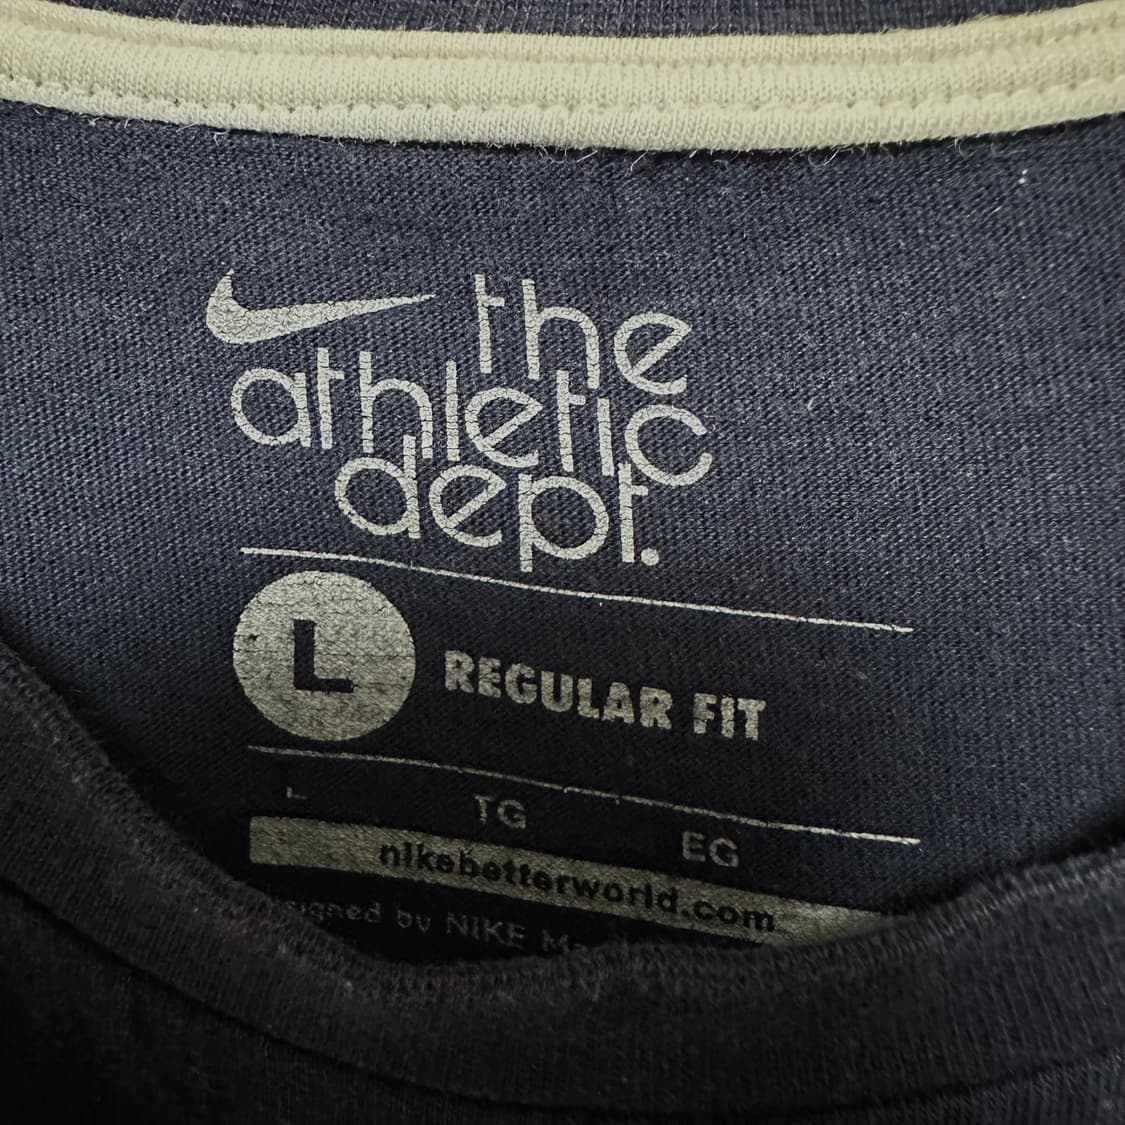 the
athletic
dept.
L REGULAR FIT
L TG EG
nikebetterworld.com
by NIKE